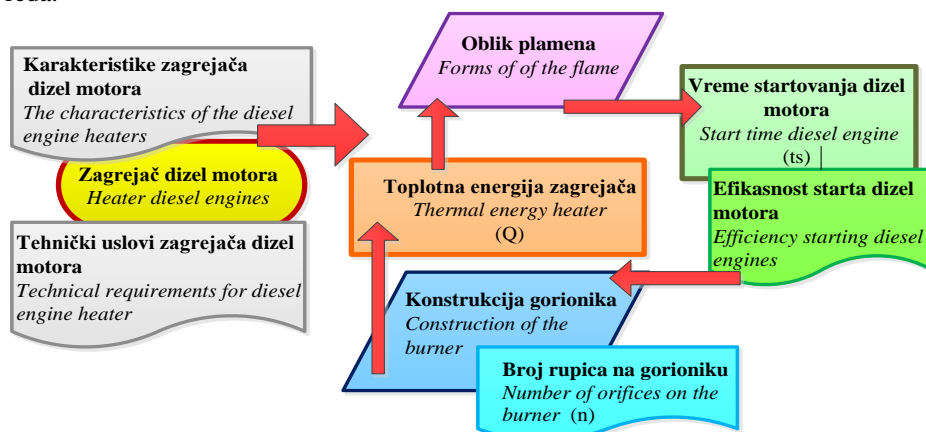 Karakteristike zagrejača
dizel motora
The characteristics of the diesel
engine heaters
Zagrejač dizel motora
Heater diesel engines
Tehnički uslovi zagrejača dizel
motora
Technical requirements for diesel
engine heater
Oblik plamena
Forms of of the flame
Toplotna energija zagrejača
Thermal energy heater
(Q)
Konstrukcija gorionika
Construction of the
burner
Broj rupica na gorioniku
Number of orifices on the
burner (n)
Vreme startovanja dizel
motora
Start time diesel engine
(ts)
Efikasnost starta dizel
motora
Efficiency starting diesel
engines